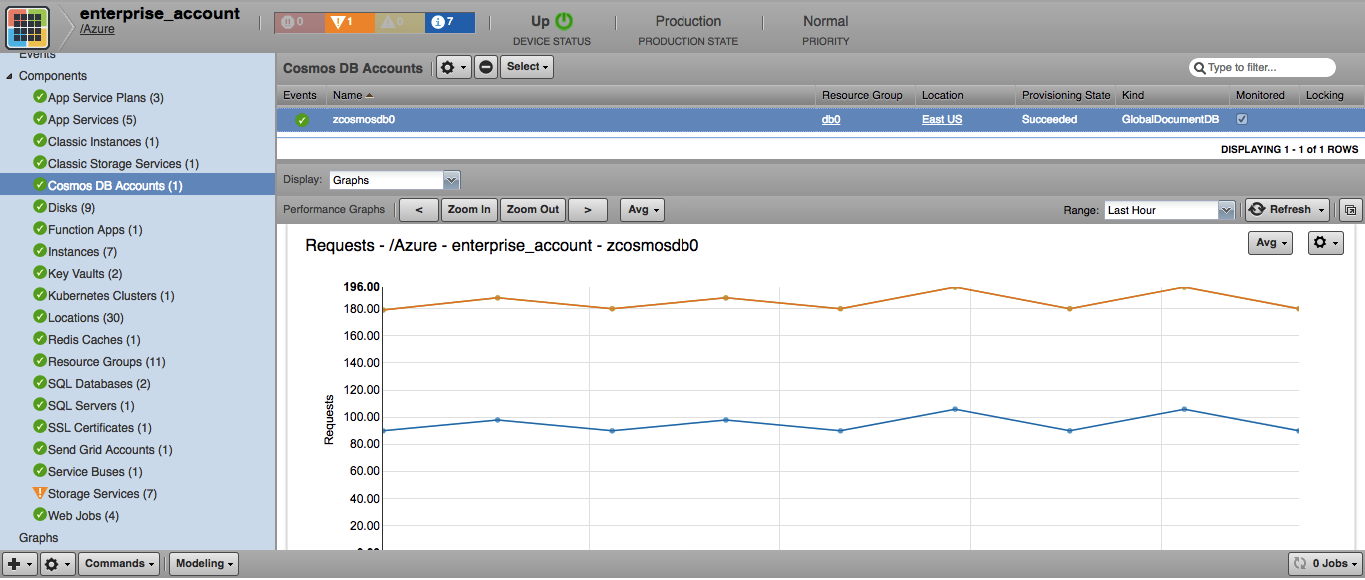 enterprise_account
/Azure
0 1 0 7
Up
DEVICE STATUS
Production
PRODUCTION STATE
Normal
PRIORITY
Events
Components
App Service Plans (3)
App Services (5)
Classic Instances (1)
Classic Storage Services (1)
Cosmos DB Accounts (1)
Disks (9)
Function Apps (1)
Instances (7)
Key Vaults (2)
Kubernetes Clusters (1)
Locations (30)
Redis Caches (1)
Resource Groups (11)
SQL Databases (2)
SQL Servers (1)
SSL Certificates (1)
Send Grid Accounts (1)
Service Buses (1)
Storage Services (7)
Web Jobs (4)
Graphs
Cosmos DB Accounts Select Type to filter...
Events Name Resource Group Location Provisioning State Kind Monitored Locking
zcosmosdb0 db0 East US Succeeded GlobalDocumentDB
DISPLAYING 1 - 1 of 1 ROWS
Display: Graphs
Performance Graphs < Zoom In Zoom Out > Avg Range: Last Hour Refresh
Requests - /Azure - enterprise_account - zcosmosdb0 Avg
196.00
180.00
160.00
140.00
120.00
100.00
80.00
60.00
40.00
20.00
Requests
Commands Modeling 0 Jobs